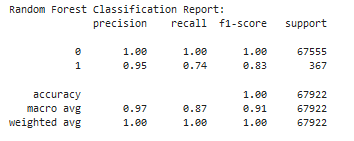 Random Forest Classification Report:
precision recall f1-score support
0 1.00 1.00 1.00 67555
1 0.95 0.74 0.83 367
accuracy 1.00 67922
macro avg 0.97 0.87 0.91 67922
weighted avg 1.00 1.00 1.00 67922